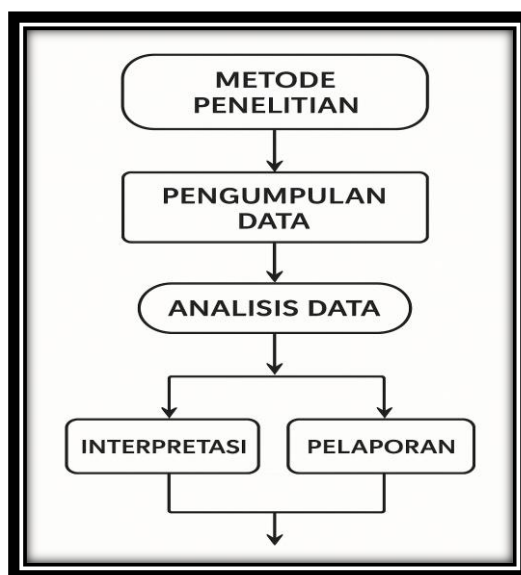 METODE
PENELITIAN
PENGUMPULAN
DATA
ANALISIS DATA
INTERPRETASI
PELAPORAN